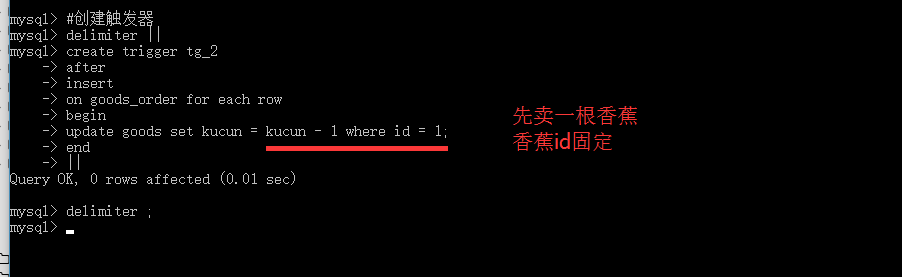 mysql> #创建触发器
mysql> delimiter ||
mysql> create trigger tg_2
-> after
-> insert
-> on goods_order for each row
-> begin
-> update goods set kucun = kucun - 1 where id = 1;
-> end
-> ||
Query OK, 0 rows affected (0.01 sec)
mysql> delimiter ;
mysql>
先卖一根香蕉
香蕉id固定